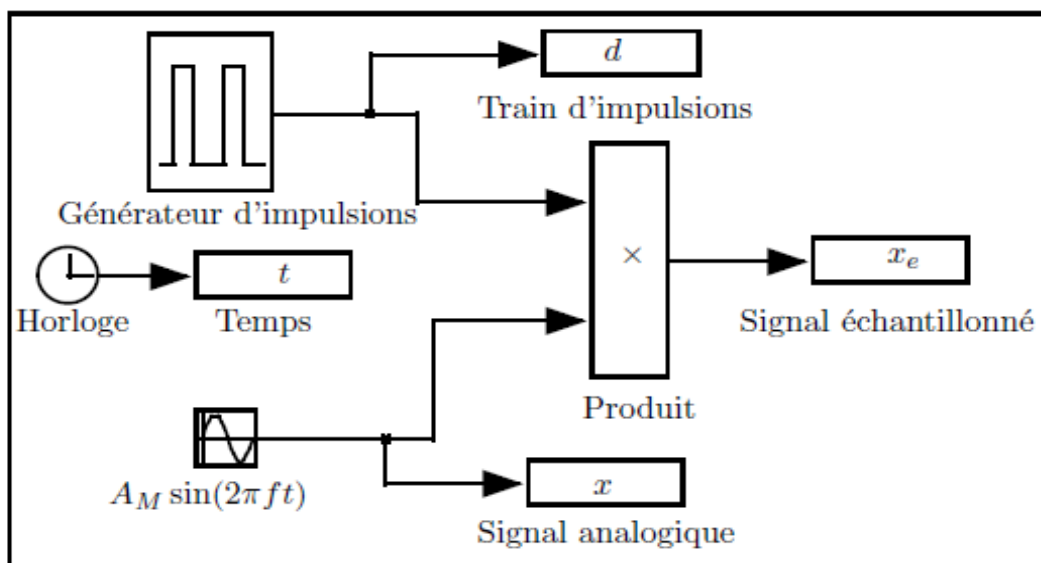 d
Train d'impulsions
Générateur d'impulsions
×
x_e
t
Horloge
Temps
Signal échantillonné
Produit
A_M sin(2πft)
x
Signal analogique